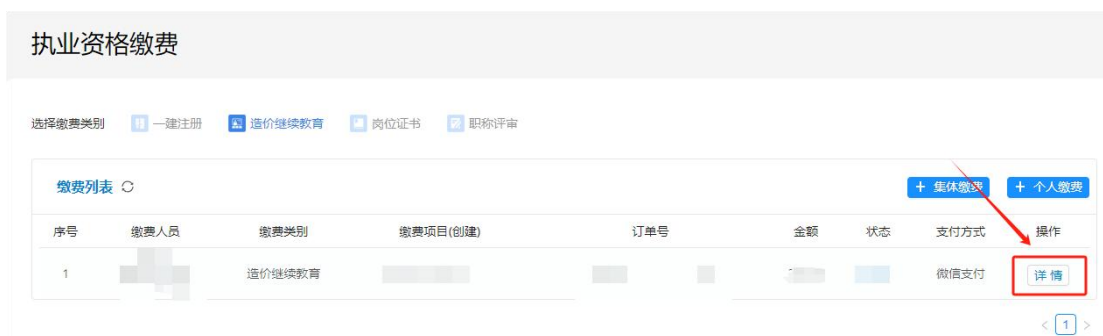 执业资格缴费
选择缴费类别 一建注册 造价继续教育 岗位证书 职称评审
缴费列表 + 集体缴费 + 个人缴费
序号 缴费人员 缴费类别 缴费项目(创建) 订单号 金额 状态 支付方式 操作
1 造价继续教育 微信支付 详情
< 1 >